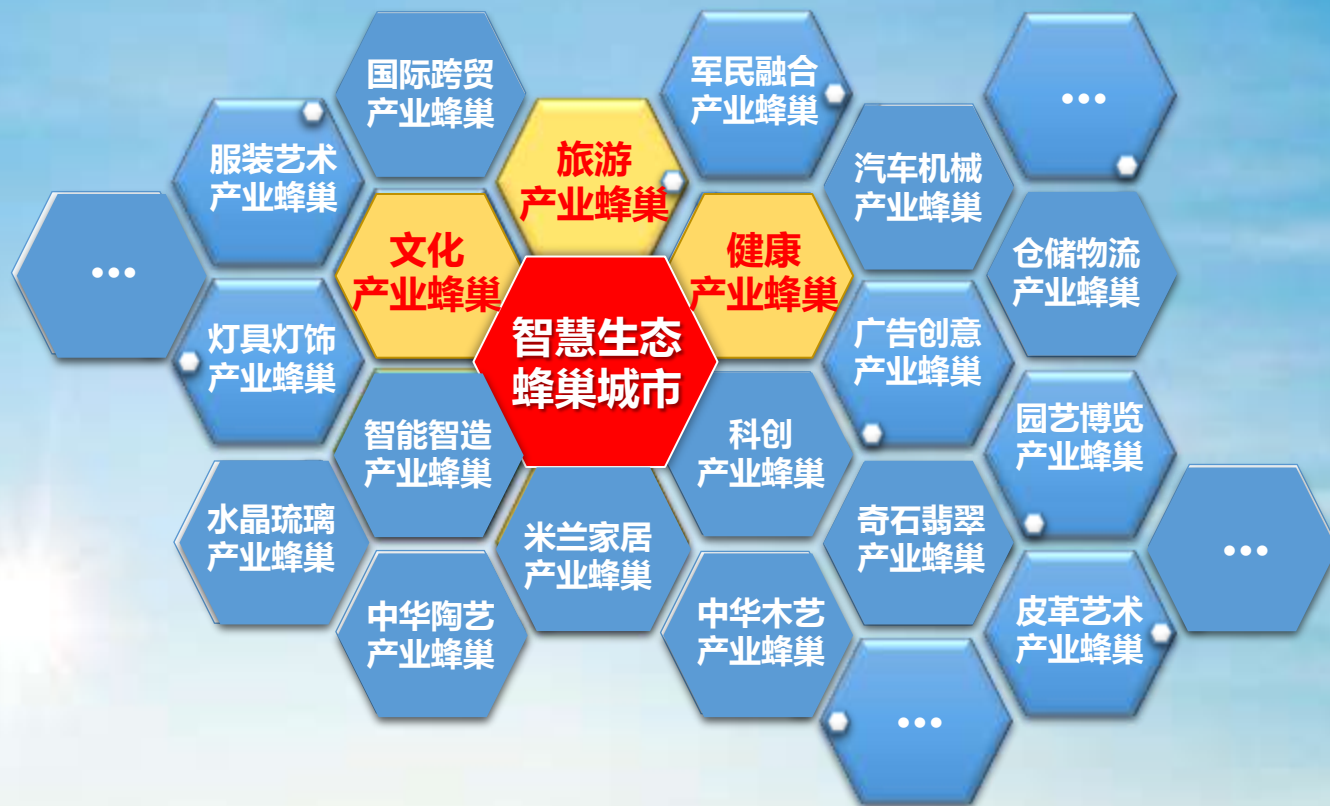 国际跨贸
产业蜂巢
军民融合
产业蜂巢
•••
服装艺术
产业蜂巢
旅游
产业蜂巢
汽车机械
产业蜂巢
•••
文化
产业蜂巢
健康
产业蜂巢
仓储物流
产业蜂巢
灯具灯饰
产业蜂巢
智慧生态
蜂巢城市
广告创意
产业蜂巢
智能智造
产业蜂巢
科创
产业蜂巢
园艺博览
产业蜂巢
水晶琉璃
产业蜂巢
米兰家居
产业蜂巢
奇石翡翠
产业蜂巢
•••
中华陶艺
产业蜂巢
中华木艺
产业蜂巢
皮革艺术
产业蜂巢
•••